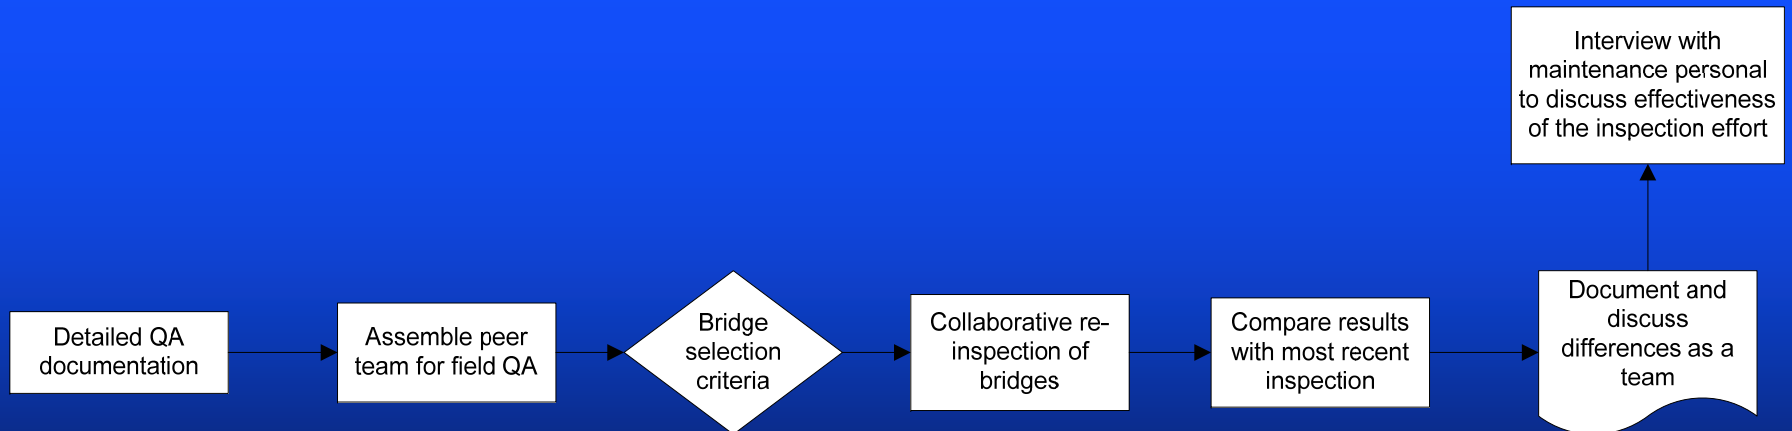 Detailed QA
documentation
Assemble peer
team for field QA
Bridge
selection
criteria
Collaborative re-
inspection of
bridges
Compare results
with most recent
inspection
Document and
discuss
differences as a
team
Interview with
maintenance personal
to discuss effectiveness
of the inspection effort